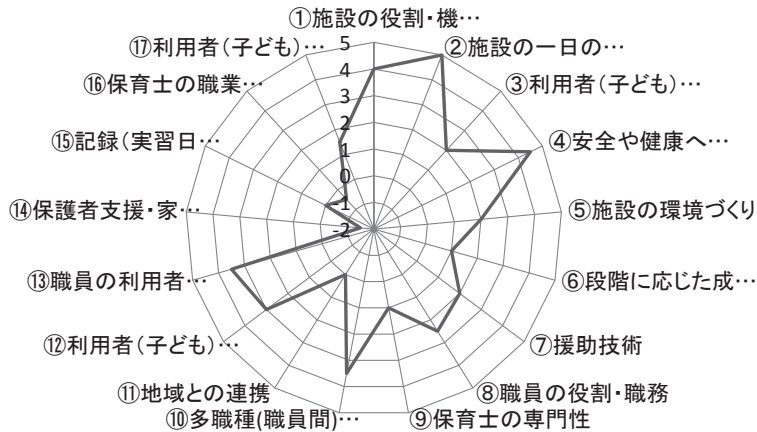 ①施設の役割・機…
②施設の一日の…
③利用者(子ども)…
④安全や健康へ…
⑤施設の環境づくり
⑥段階に応じた成…
⑦援助技術
⑧職員の役割・職務
⑨保育士の専門性
⑩多職種(職員間)…
⑪地域との連携
⑫利用者(子ども)…
⑬職員の利用者…
⑭保護者支援・家…
⑮記録(実習日…
⑯保育士の職業…
⑰利用者(子ども)…
5
4
3
2
1
0
-1
-2